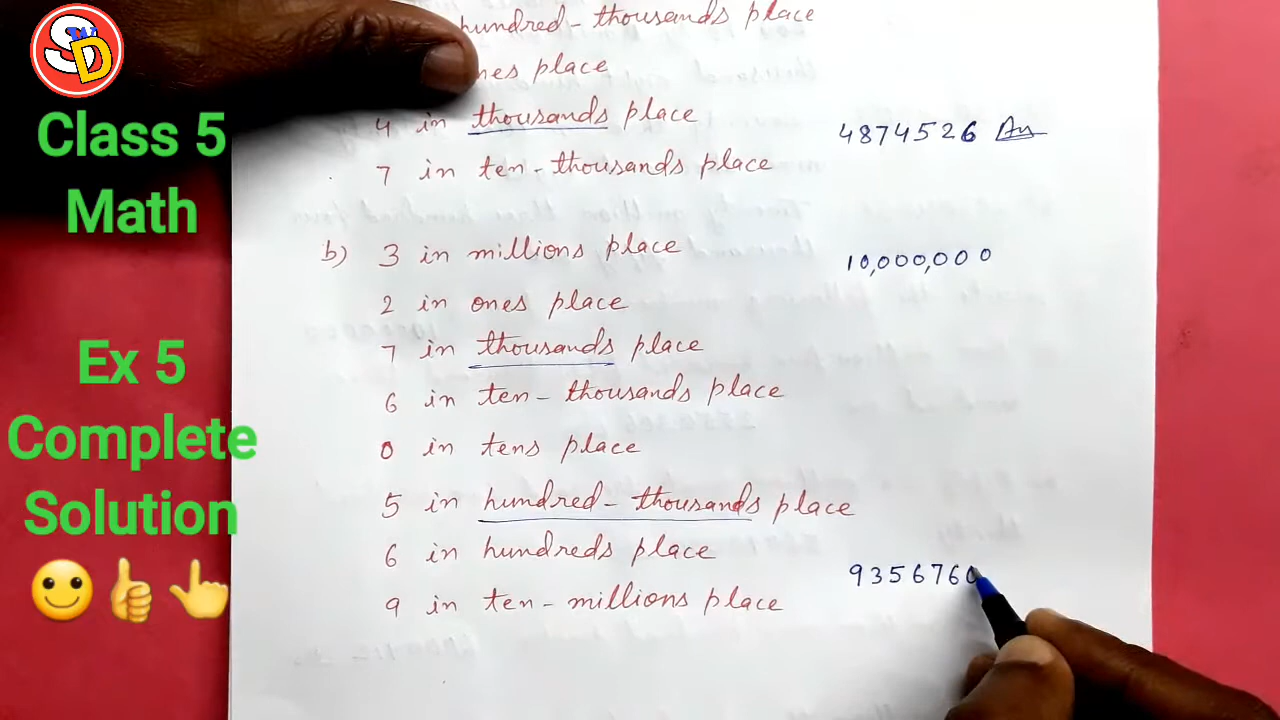 SWD
Class 5
Math
Ex 5
Complete
Solution
hundred-thousands place
place
4 in thousands place
7 in ten-thousands place
4874526 Ans
b) 3 in millions place
10,000,000
2 in ones place
7 in thousands place
6 in ten-thousands place
0 in tens place
5 in hundred-thousands place
6 in hundreds place
9 in ten-millions place
9356760